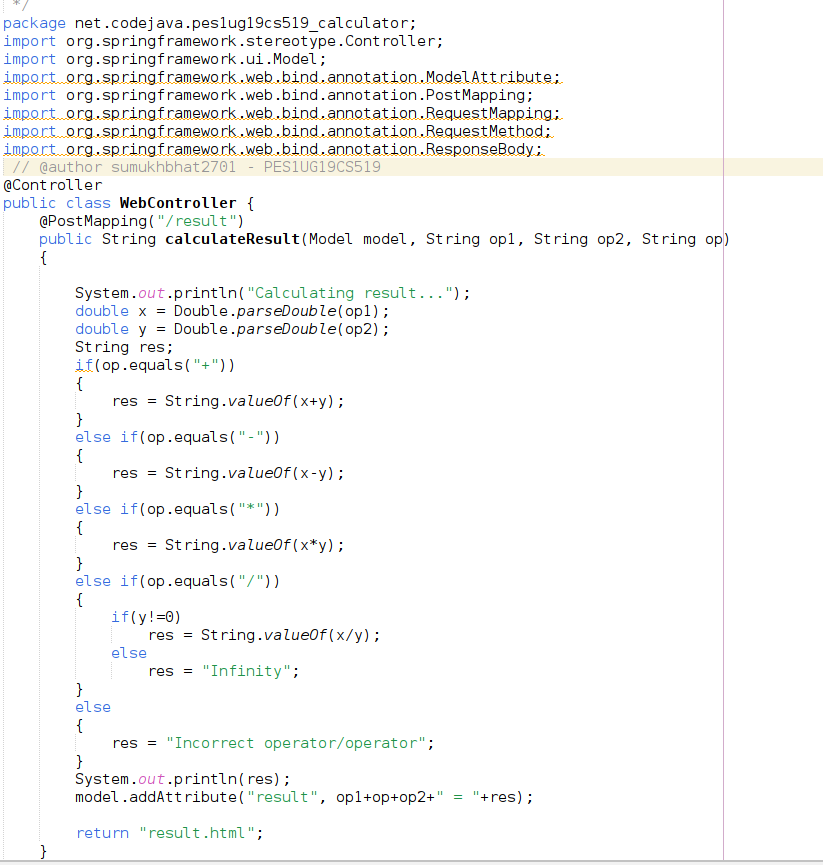 */
package net.codejava.pes1ug19cs519_calculator;
import org.springframework.stereotype.Controller;
import org.springframework.ui.Model;
import org.springframework.web.bind.annotation.ModelAttribute;
import org.springframework.web.bind.annotation.PostMapping;
import org.springframework.web.bind.annotation.RequestMapping;
import org.springframework.web.bind.annotation.RequestMethod;
import org.springframework.web.bind.annotation.ResponseBody;
// @author sumukhbhat2701 - PES1UG19CS519
@Controller
public class WebController {
    @PostMapping("/result")
    public String calculateResult(Model model, String op1, String op2, String op)
    {
        System.out.println("Calculating result...");
        double x = Double.parseDouble(op1);
        double y = Double.parseDouble(op2);
        String res;
        if(op.equals("+"))
        {
            res = String.valueOf(x+y);
        }
        else if(op.equals("-"))
        {
            res = String.valueOf(x-y);
        }
        else if(op.equals("*"))
        {
            res = String.valueOf(x*y);
        }
        else if(op.equals("/"))
        {
            if(y!=0)
                res = String.valueOf(x/y);
            else
                res = "Infinity";
        }
        else
        {
            res = "Incorrect operator/operator";
        }
        System.out.println(res);
        model.addAttribute("result", op1+op+op2+" = "+res);
        return "result.html";
    }